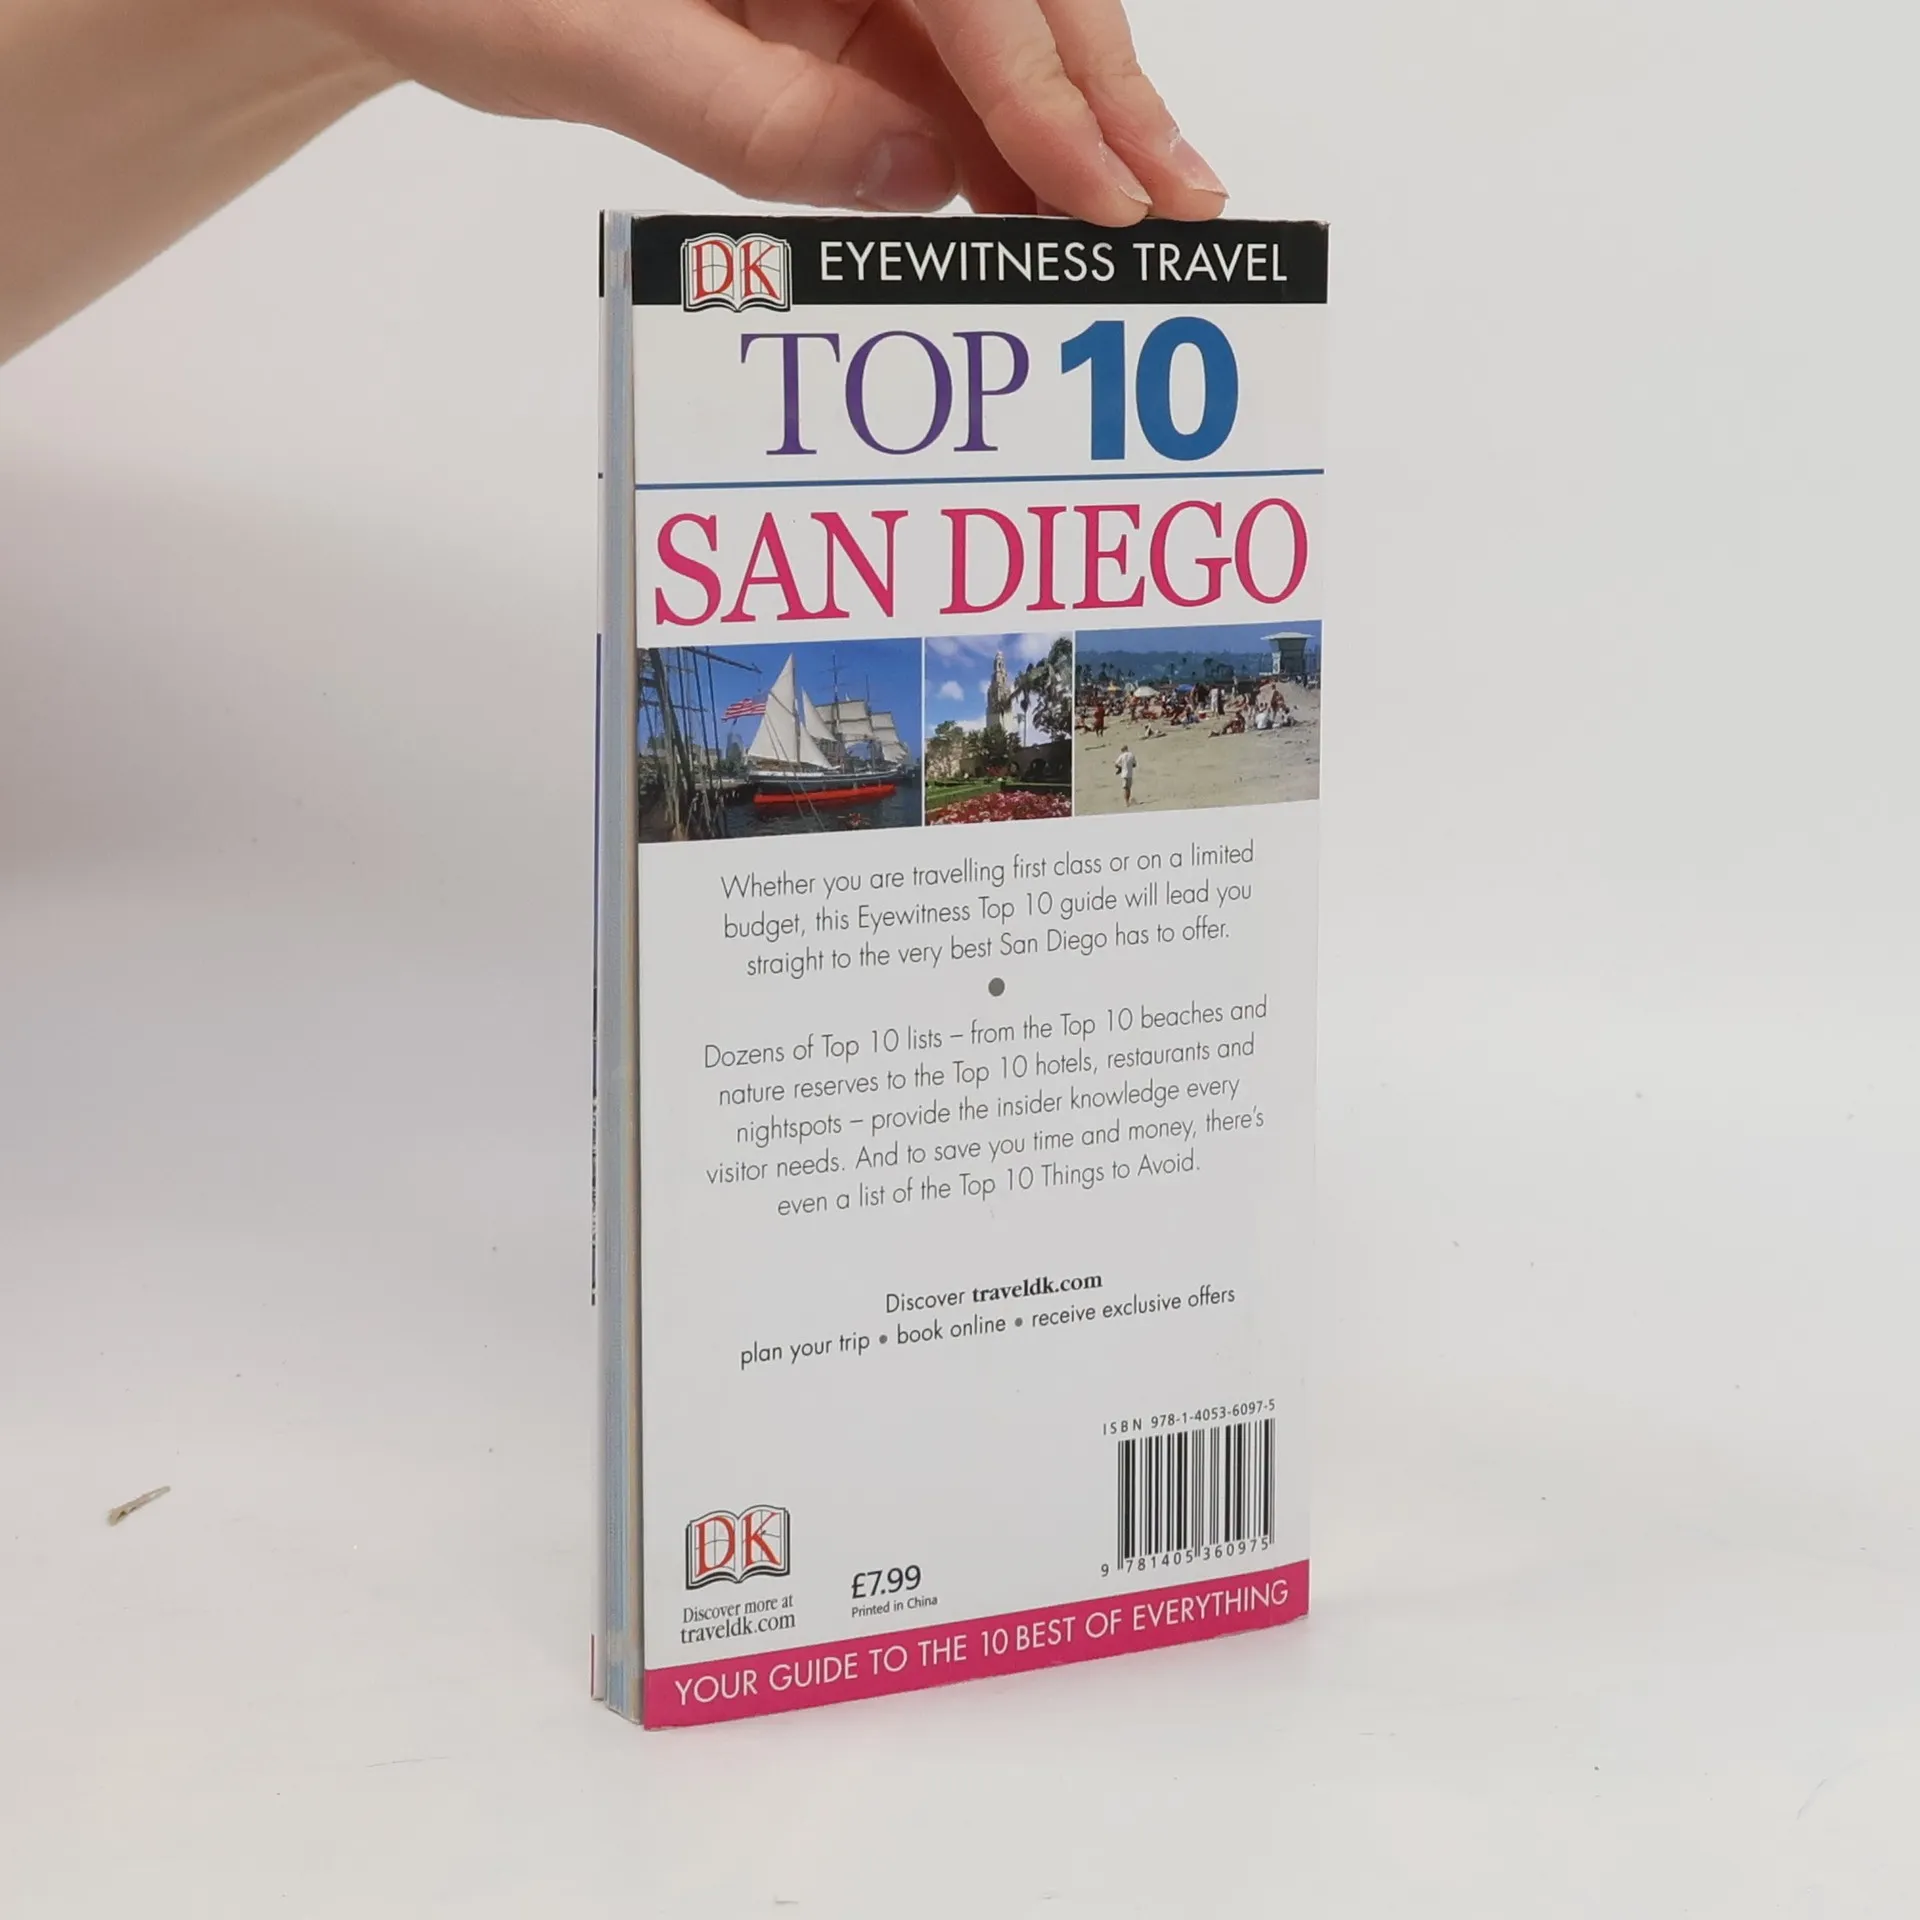 DK EYEWITNESS TRAVEL
TOP 10
SAN DIEGO
Whether you are travelling first class or on a limited
budget, this Eyewitness Top 10 guide will lead you
straight to the very best San Diego has to offer.
Dozens of Top 10 lists – from the Top 10 beaches and
nature reserves to the Top 10 hotels, restaurants and
nightspots – provide the insider knowledge every
visitor needs. And to save you time and money, there's
even a list of the Top 10 Things to Avoid.
Discover traveldk.com
plan your trip • book online • receive exclusive offers
ISBN 978-1-4053-6097-5
9 781405 360975
DK
Discover more at
traveldk.com
£7.99
Printed in China
YOUR GUIDE TO THE 10 BEST OF EVERYTHING